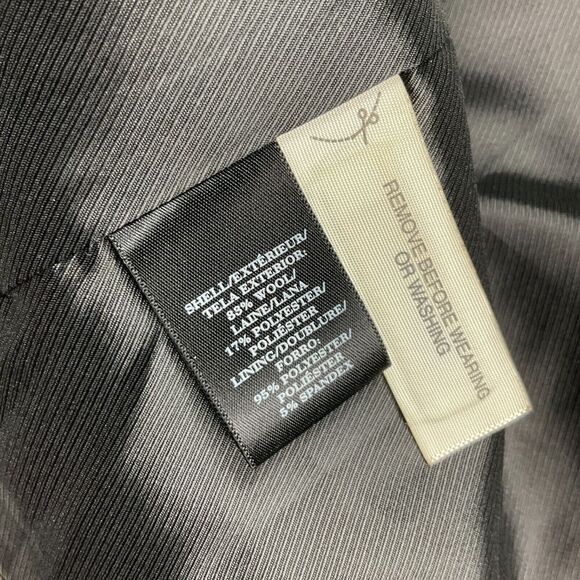 SHELL/EXTÉRIEUR/
TELA EXTERIOR:
83% WOOL/
LAINE/LANA
17% POLYESTER/
POLIÉSTER
LINING/DOUBLURE/
FORRO:
95% POLYESTER/
POLIÉSTER
5% SPANDEX
REMOVE BEFORE WEARING
OR WASHING